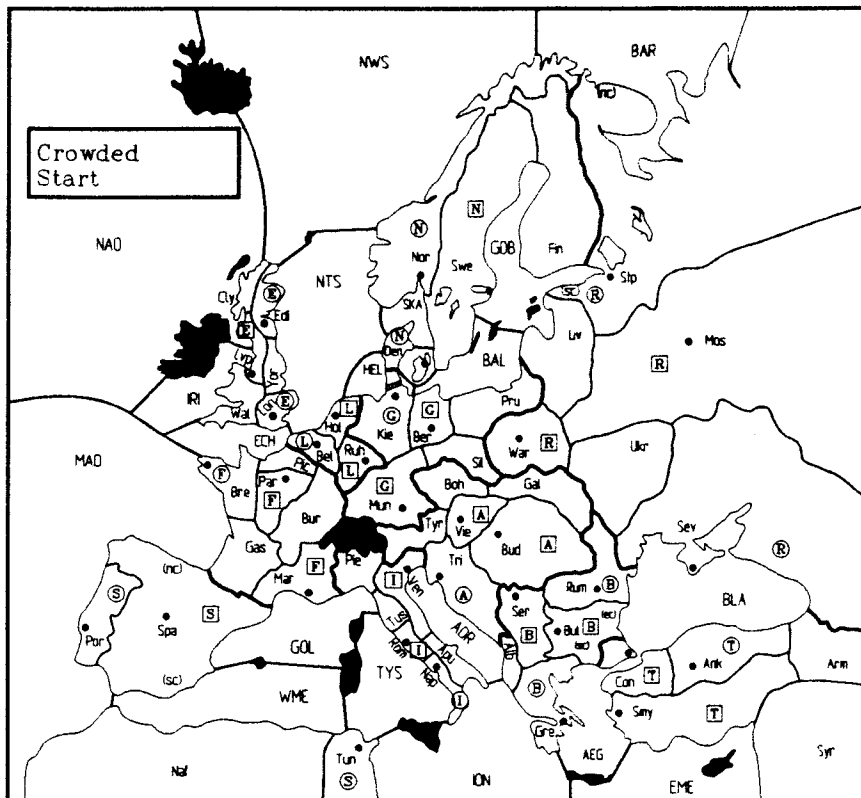 NWS
BAR
(nc)
Crowded
Start
N
N
NAO
NTS
Nor
Swe
GOB
Fin
Stp
(sc)
R
Cly
E
Edi
SKA
E
Lvp
Yor
N
Den
BAL
Liv
Mos
R
HEL
IRI
Wal
Lon
E
L
Hol
G
Kie
G
Ber
Pru
ECH
L
Bel
Ruh
War
R
Ukr
MAO
F
Bre
Pic
Par
F
L
G
Mun
Sil
Boh
Gal
Bur
Tyr
Vie
A
Bud
A
Sev
R
Gas
Pie
Tri
(nc)
Mar
F
I
Ven
A
Rum
B
BLA
S
Por
Spa
S
Tus
ADR
Ser
B
Bul
B
(ec)
(sc)
GOL
Rom
I
Apu
Alb
T
Ank
Arm
(sc)
TYS
Nap
Con
T
WME
I
B
Smy
T
Gre
Naf
Tun
S
ION
AEG
EME
Syr